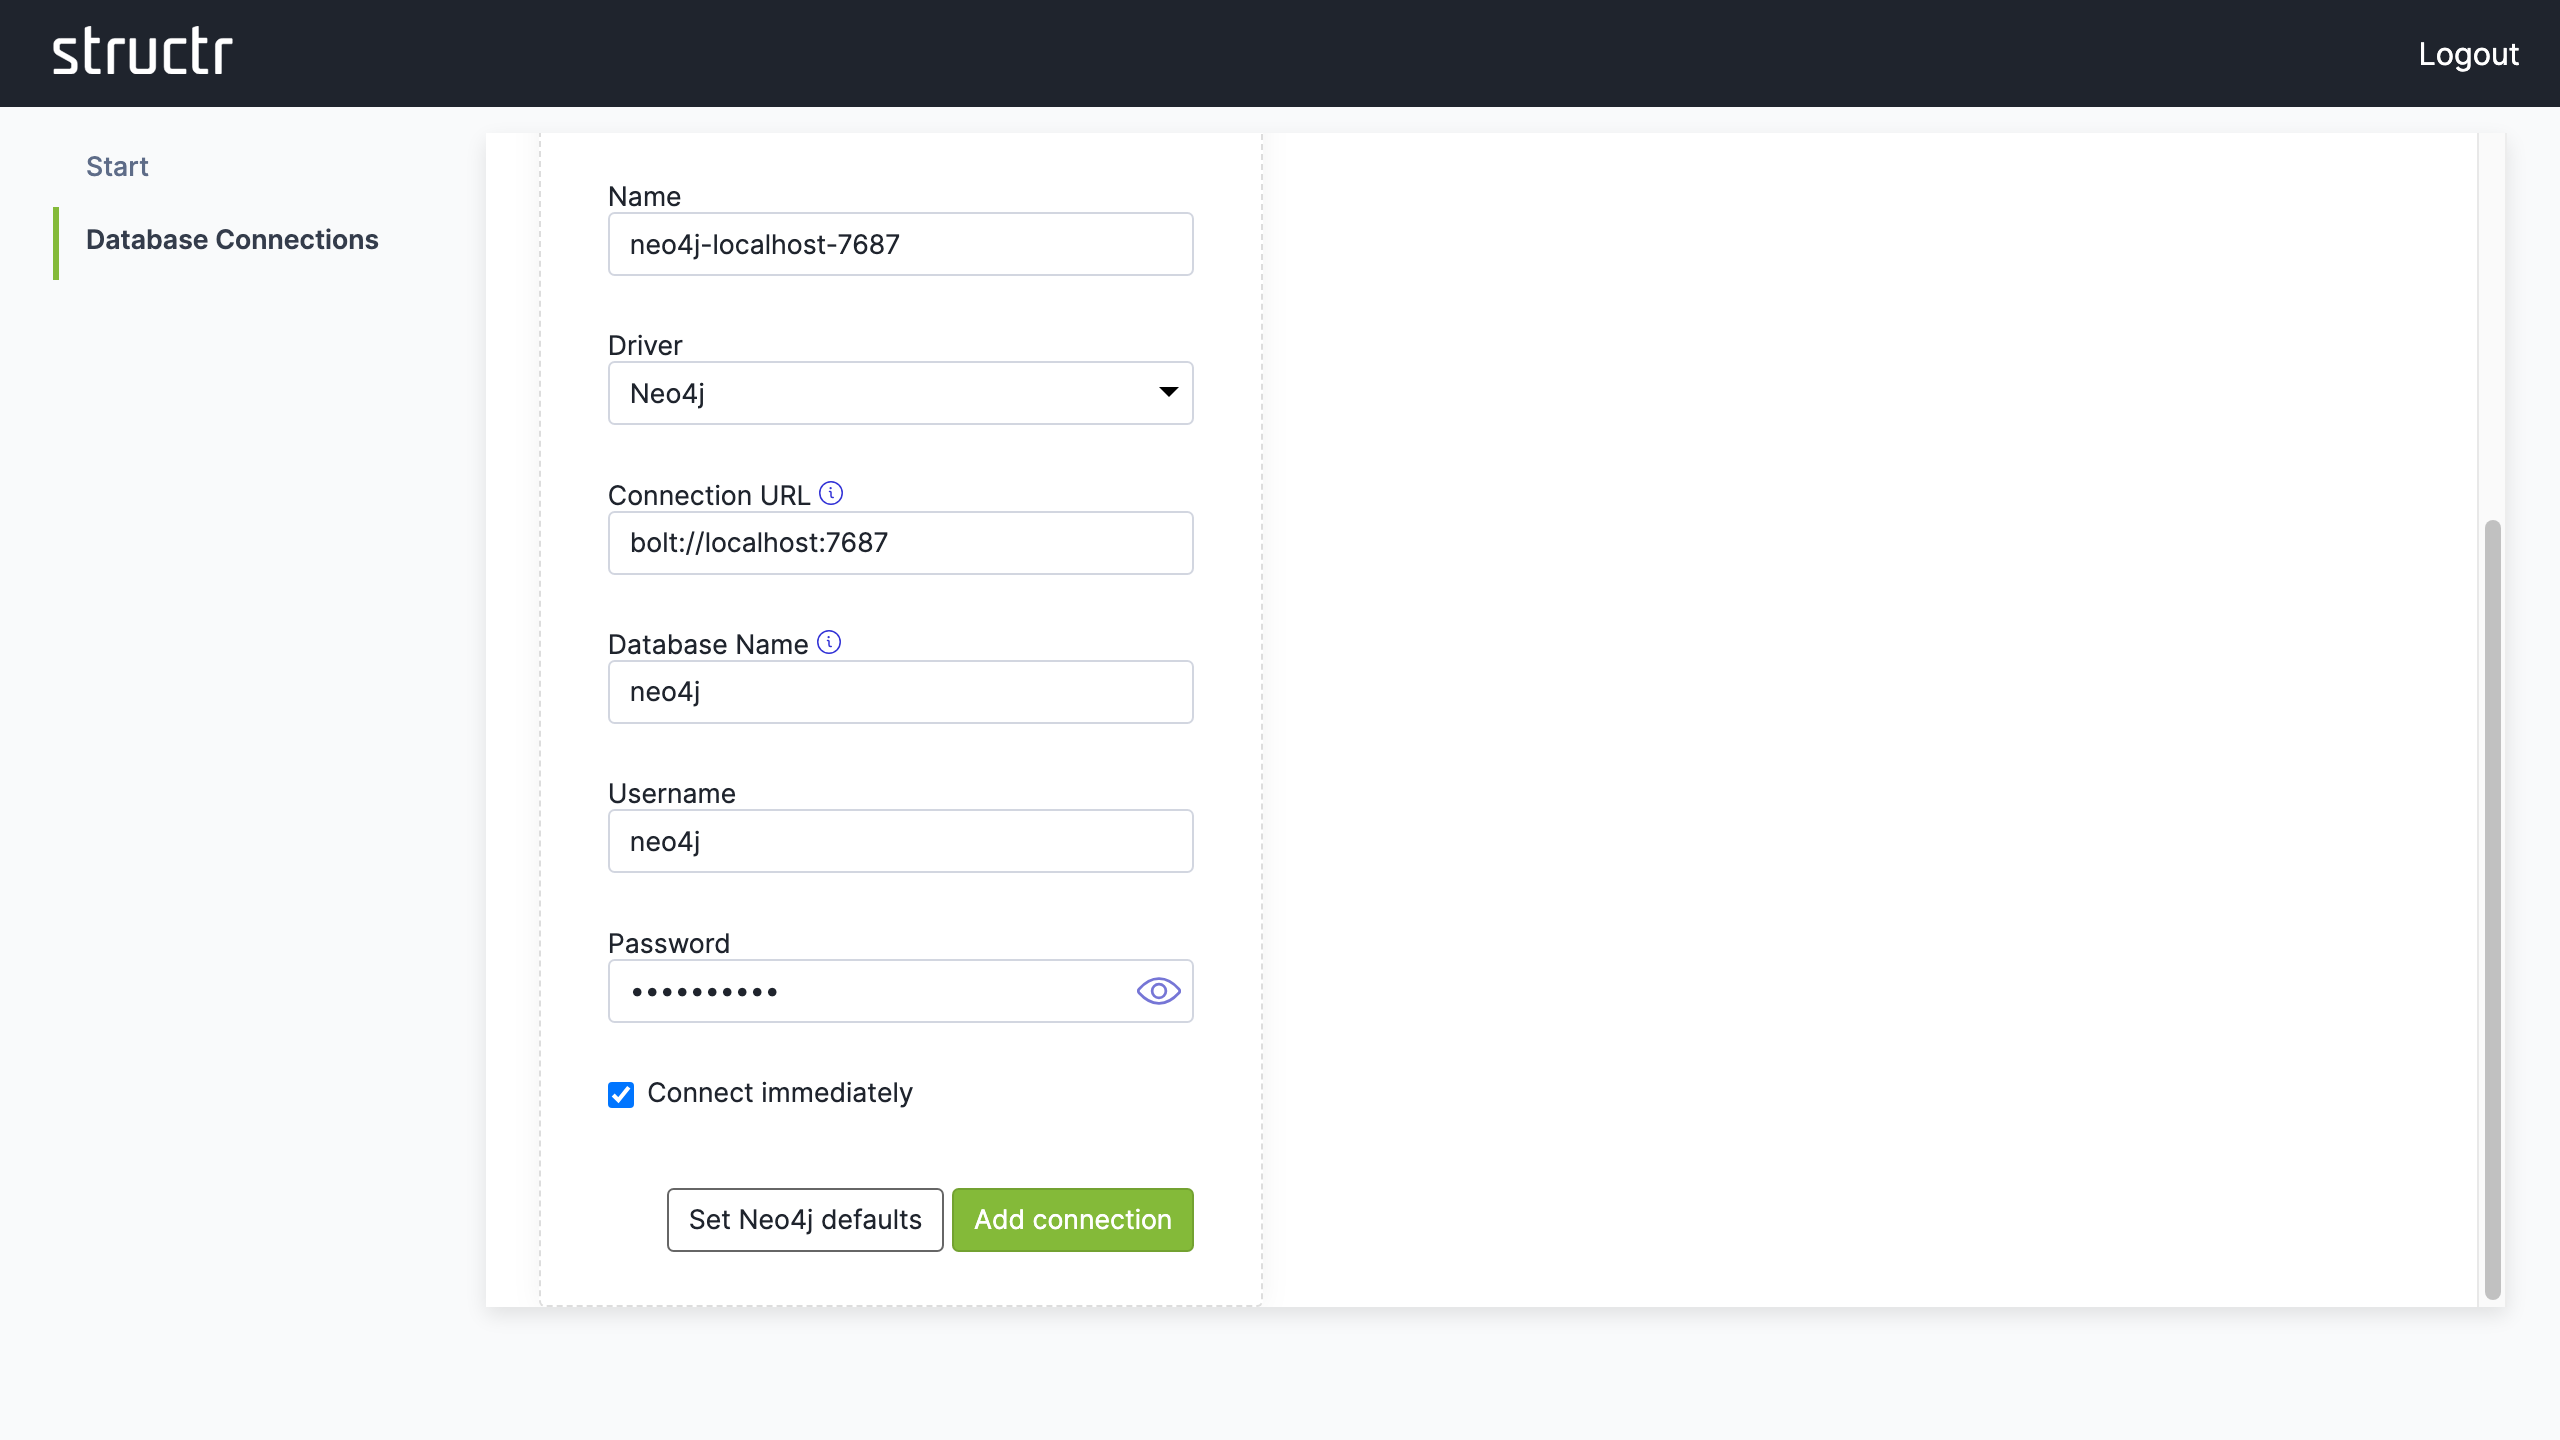 structr
Logout
Start
Database Connections
Name
neo4j-localhost-7687
Driver
Neo4j
Connection URL
bolt://localhost:7687
Database Name
neo4j
Username
neo4j
Password
••••••••••
Connect immediately
Set Neo4j defaults
Add connection